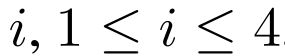 i, 1 ≤ i ≤ 4